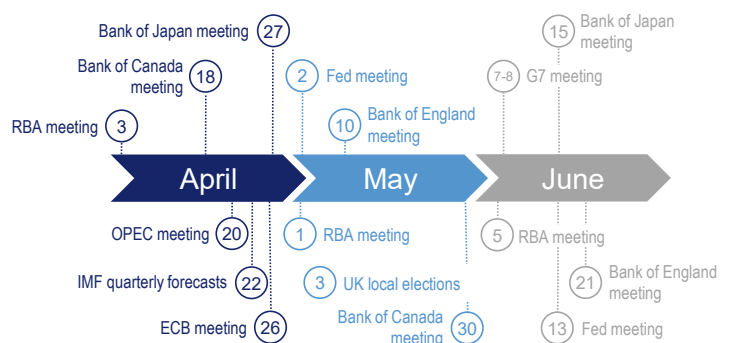 Bank of Japan meeting 27
Bank of Canada
meeting 18
RBA meeting 3
2 Fed meeting
10 Bank of England
meeting
15 Bank of Japan
meeting
7-8 G7 meeting
April
May
June
OPEC meeting 20
IMF quarterly forecasts 22
ECB meeting 26
1 RBA meeting
3 UK local elections
Bank of Canada
meeting 30
5 RBA meeting
21 Bank of England
meeting
13 Fed meeting